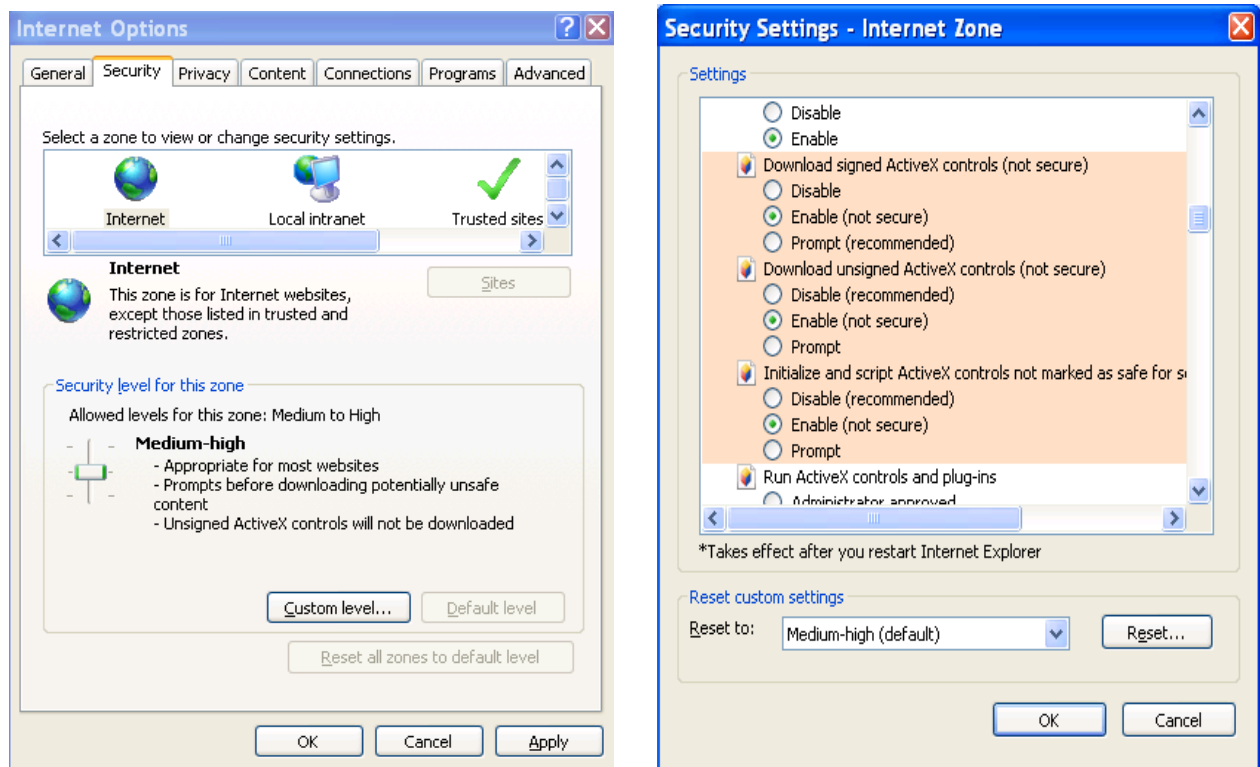 Internet Options
General Security Privacy Content Connections Programs Advanced
Select a zone to view or change security settings.
Internet Local intranet Trusted sites
Internet
Sites
This zone is for Internet websites,
except those listed in trusted and
restricted zones.
Security level for this zone
Allowed levels for this zone: Medium to High
Medium-high
- Appropriate for most websites
- Prompts before downloading potentially unsafe
content
- Unsigned ActiveX controls will not be downloaded
Custom level... Default level
Reset all zones to default level
OK Cancel Apply
Security Settings - Internet Zone
Settings
Disable
Enable
Download signed ActiveX controls (not secure)
Disable
Enable (not secure)
Prompt (recommended)
Download unsigned ActiveX controls (not secure)
Disable (recommended)
Enable (not secure)
Prompt
Initialize and script ActiveX controls not marked as safe for
Disable (recommended)
Enable (not secure)
Prompt
Run ActiveX controls and plug-ins
Administrator approved
*Takes effect after you restart Internet Explorer
Reset custom settings
Reset to: Medium-high (default) Reset...
OK Cancel